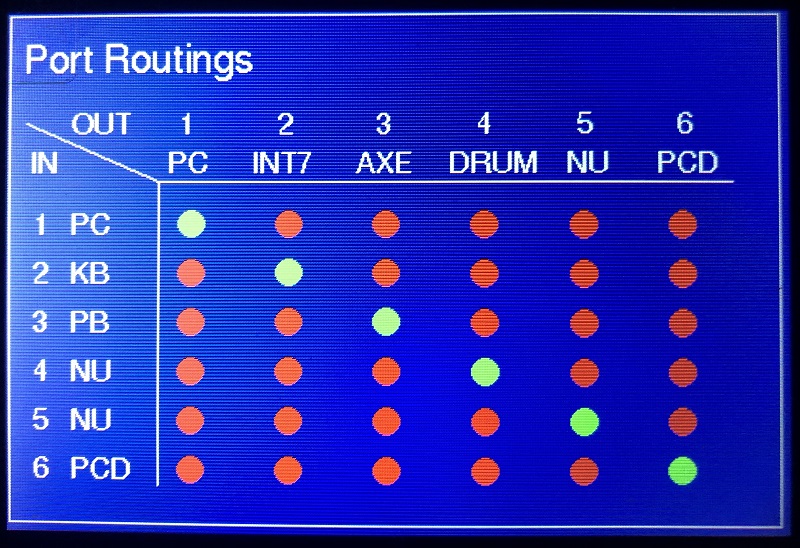 Port Routings
OUT 1 2 3 4 5 6
IN PC INT7 AXE DRUM NU PCD
1 PC
2 KB
3 PB
4 NU
5 NU
6 PCD